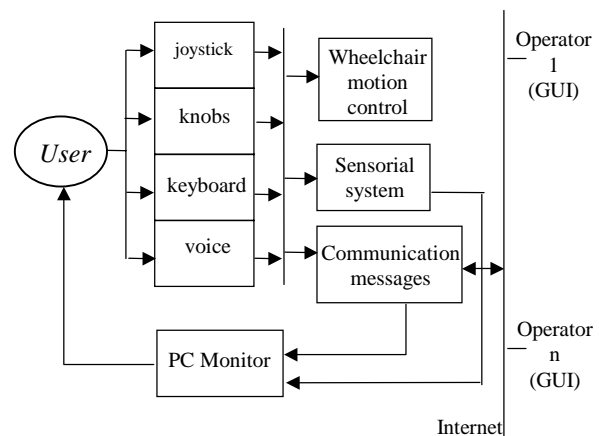 User
joystick
knobs
keyboard
voice
Wheelchair
motion
control
Sensorial
system
Communication
messages
PC Monitor
Operator
1
(GUI)
Operator
n
(GUI)
Internet